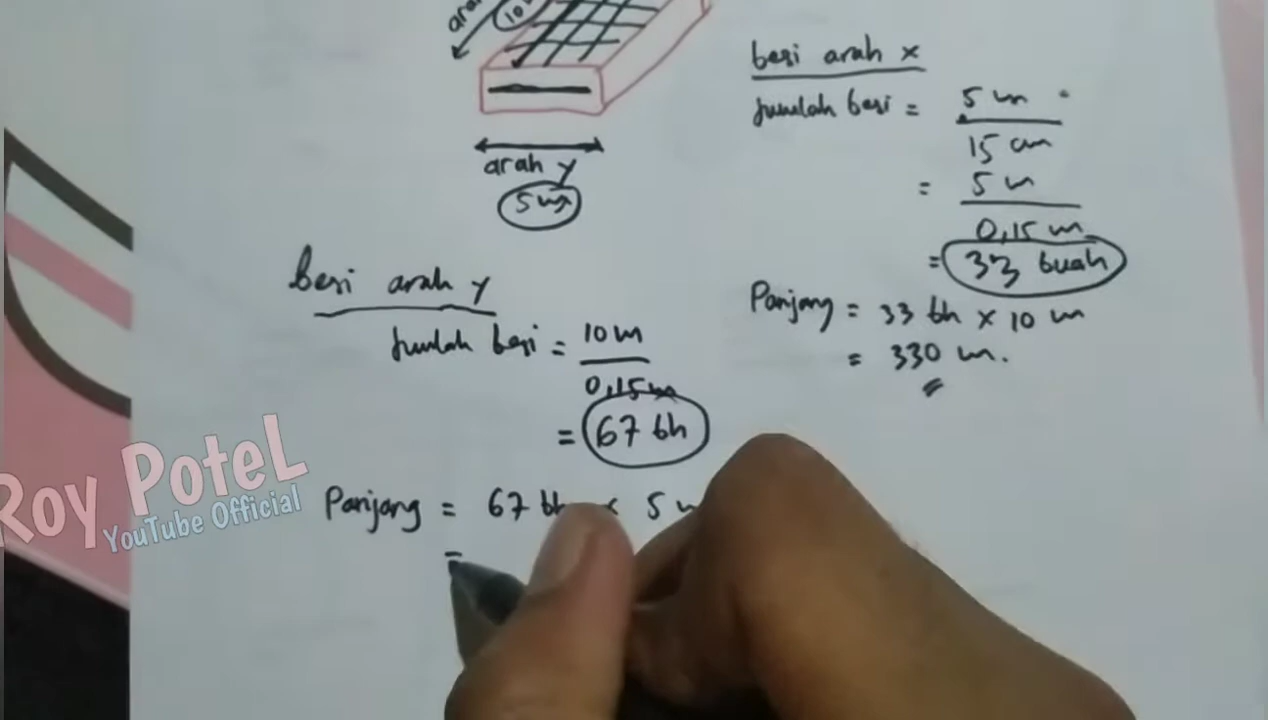 10
arah y
5 m
besi arah x
Jumlah besi = 5 m
15 cm
= 5 m
0,15 m
= 33 buah
Panjang = 33 bh x 10 m
= 330 m.
besi arah y
Jumlah besi = 10 m
0,15 m
= 67 bh
Panjang = 67 bh x 5 m
=
Roy PoteL
YouTube Official